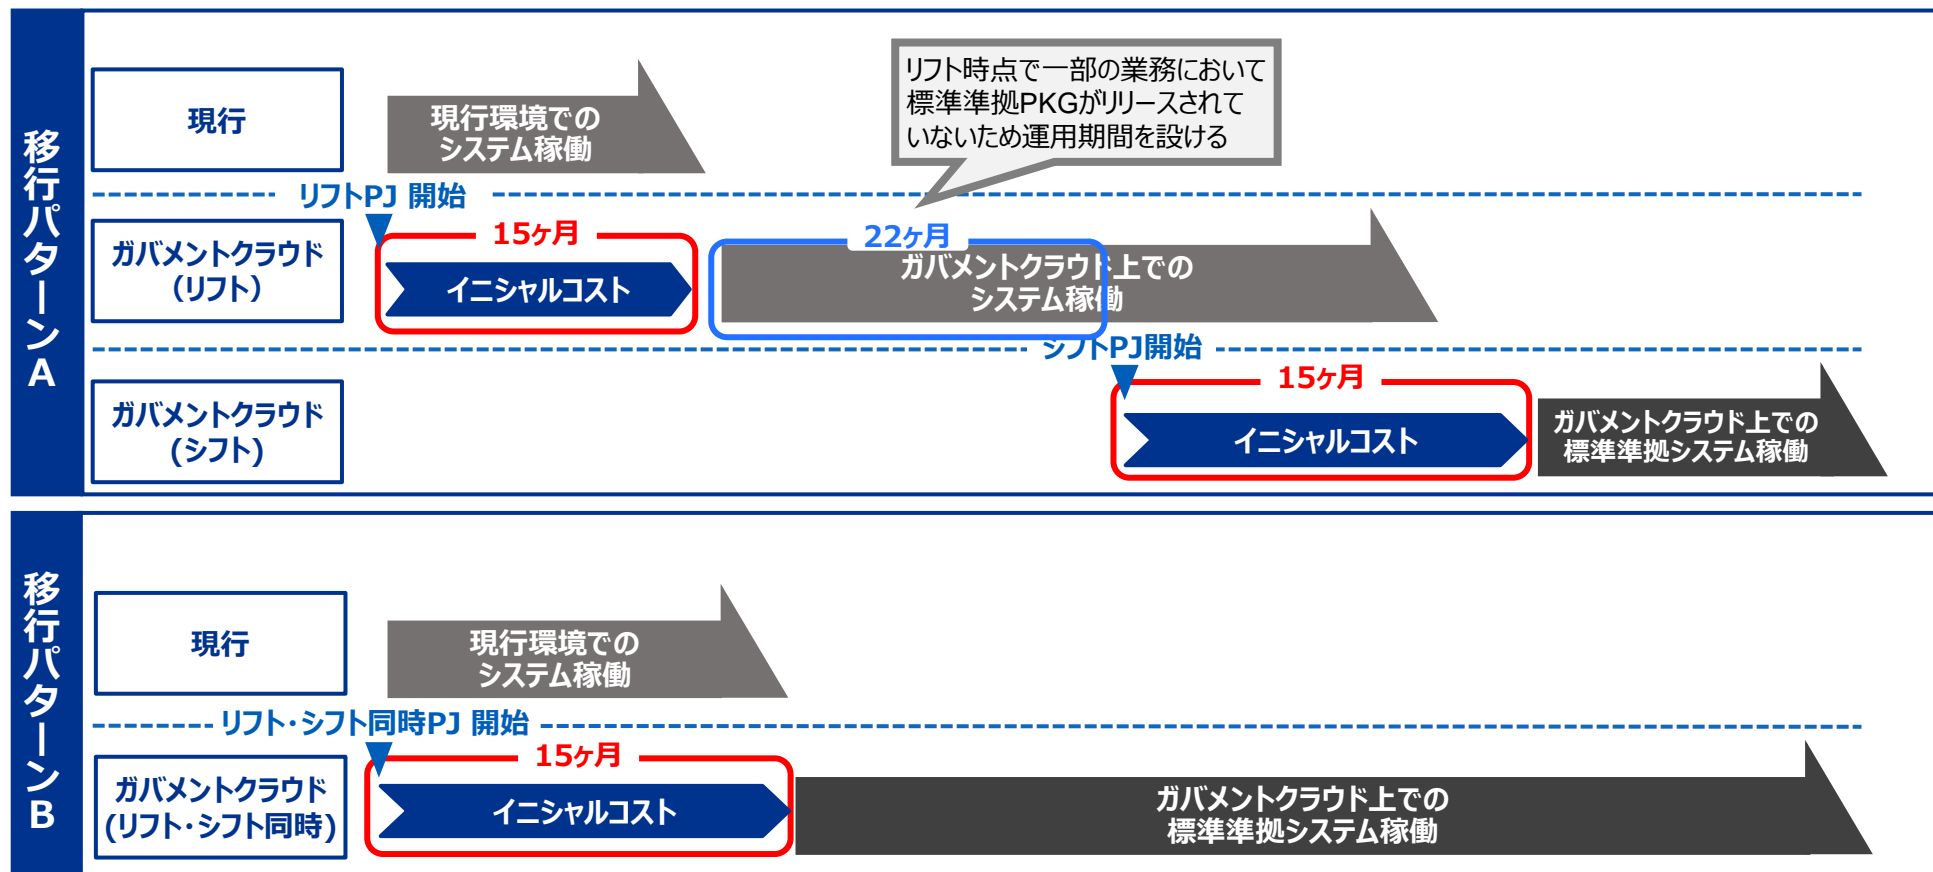 移行パターンA
現行
現行環境での
システム稼働
リフト時点で一部の業務において
標準準拠PKGがリリースされて
いないため運用期間を設ける
リフトPJ 開始
ガバメントクラウド
（リフト）
15ヶ月
イニシャルコスト
22ヶ月
ガバメントクラウド上での
システム稼働
シフトPJ開始
ガバメントクラウド
(シフト)
15ヶ月
イニシャルコスト
ガバメントクラウド上での
標準準拠システム稼働
移行パターンB
現行
現行環境での
システム稼働
リフト・シフト同時PJ 開始
ガバメントクラウド
(リフト・シフト同時)
15ヶ月
イニシャルコスト
ガバメントクラウド上での
標準準拠システム稼働